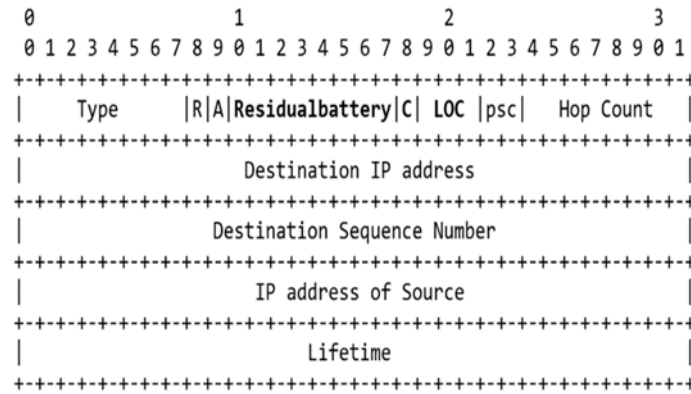 0 1 2 3
0 1 2 3 4 5 6 7 8 9 0 1 2 3 4 5 6 7 8 9 0 1 2 3 4 5 6 7 8 9 0 1
+-+-+-+-+-+-+-+-+-+-+-+-+-+-+-+-+-+-+-+-+-+-+-+-+-+-+-+-+-+-+-+-+
| Type |R|A|Residualbattery|C| LOC |psc| Hop Count |
+-+-+-+-+-+-+-+-+-+-+-+-+-+-+-+-+-+-+-+-+-+-+-+-+-+-+-+-+-+-+-+-+
| Destination IP address |
+-+-+-+-+-+-+-+-+-+-+-+-+-+-+-+-+-+-+-+-+-+-+-+-+-+-+-+-+-+-+-+-+
| Destination Sequence Number |
+-+-+-+-+-+-+-+-+-+-+-+-+-+-+-+-+-+-+-+-+-+-+-+-+-+-+-+-+-+-+-+-+
| IP address of Source |
+-+-+-+-+-+-+-+-+-+-+-+-+-+-+-+-+-+-+-+-+-+-+-+-+-+-+-+-+-+-+-+-+
| Lifetime |
+-+-+-+-+-+-+-+-+-+-+-+-+-+-+-+-+-+-+-+-+-+-+-+-+-+-+-+-+-+-+-+-+